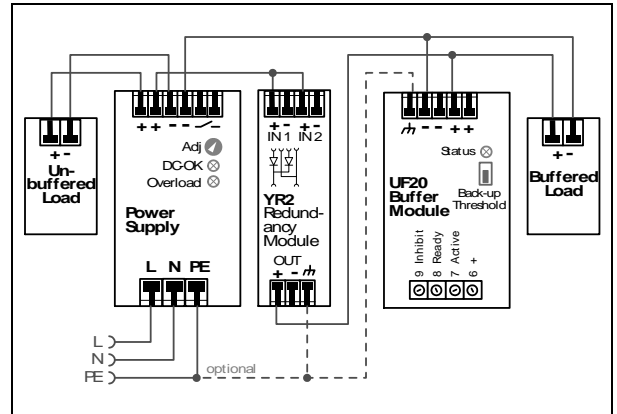 + + - -
+ - IN 1
+ - IN 2
- - + +
+ -
Un-
buffered
Load
Adj
DC-OK
Overload
Power
Supply
L N PE
YR2
Redund-
ancy
Module
OUT
+ -
Status
UF20
Buffer
Module
Back-up
Threshold
9 Inhibit
8 Ready
7 Active
6 +
+ -
Buffered
Load
L
N
PE
optional